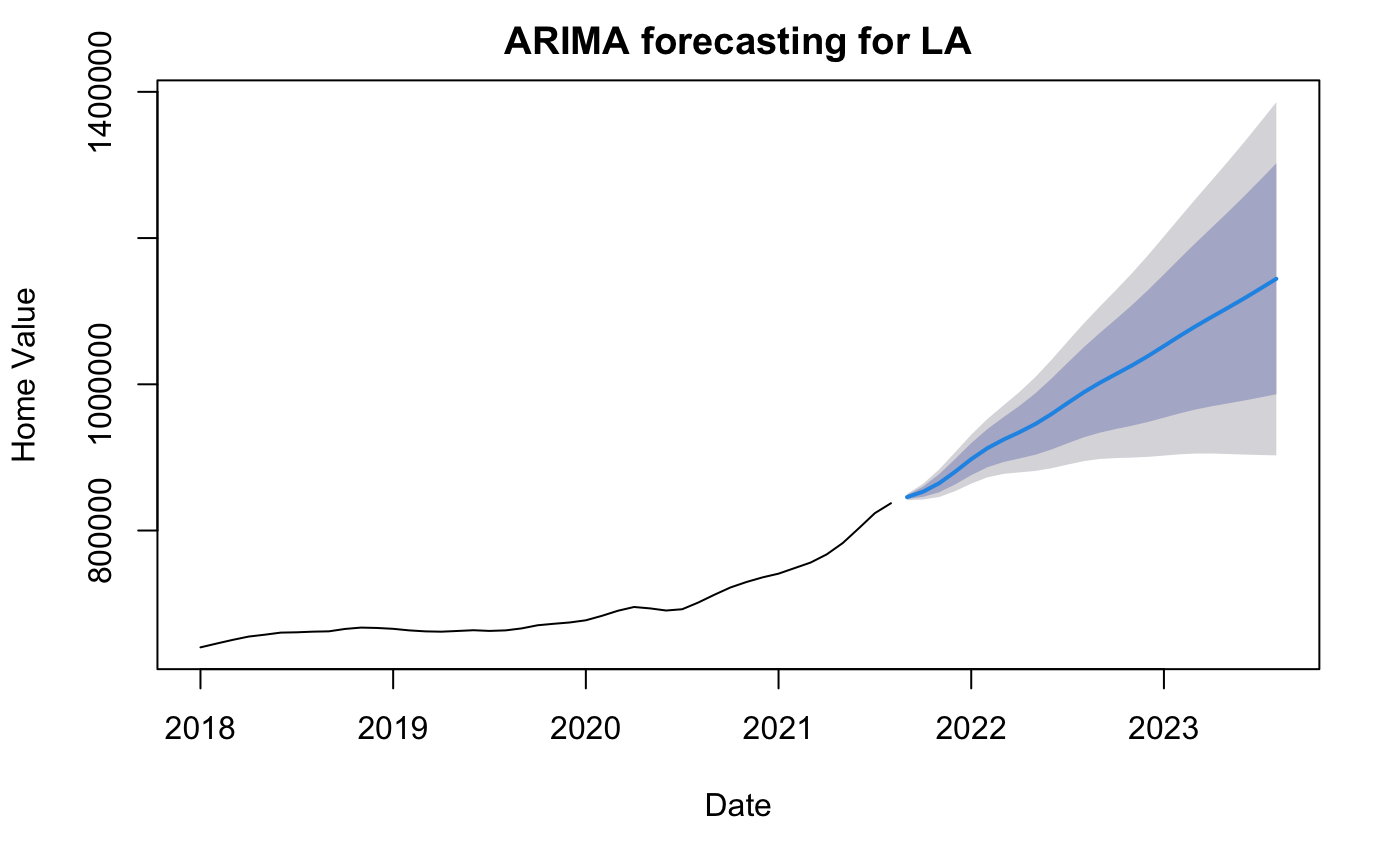 ARIMA forecasting for LA
Home Value
1400000
1000000
800000
2018 2019 2020 2021 2022 2023
Date